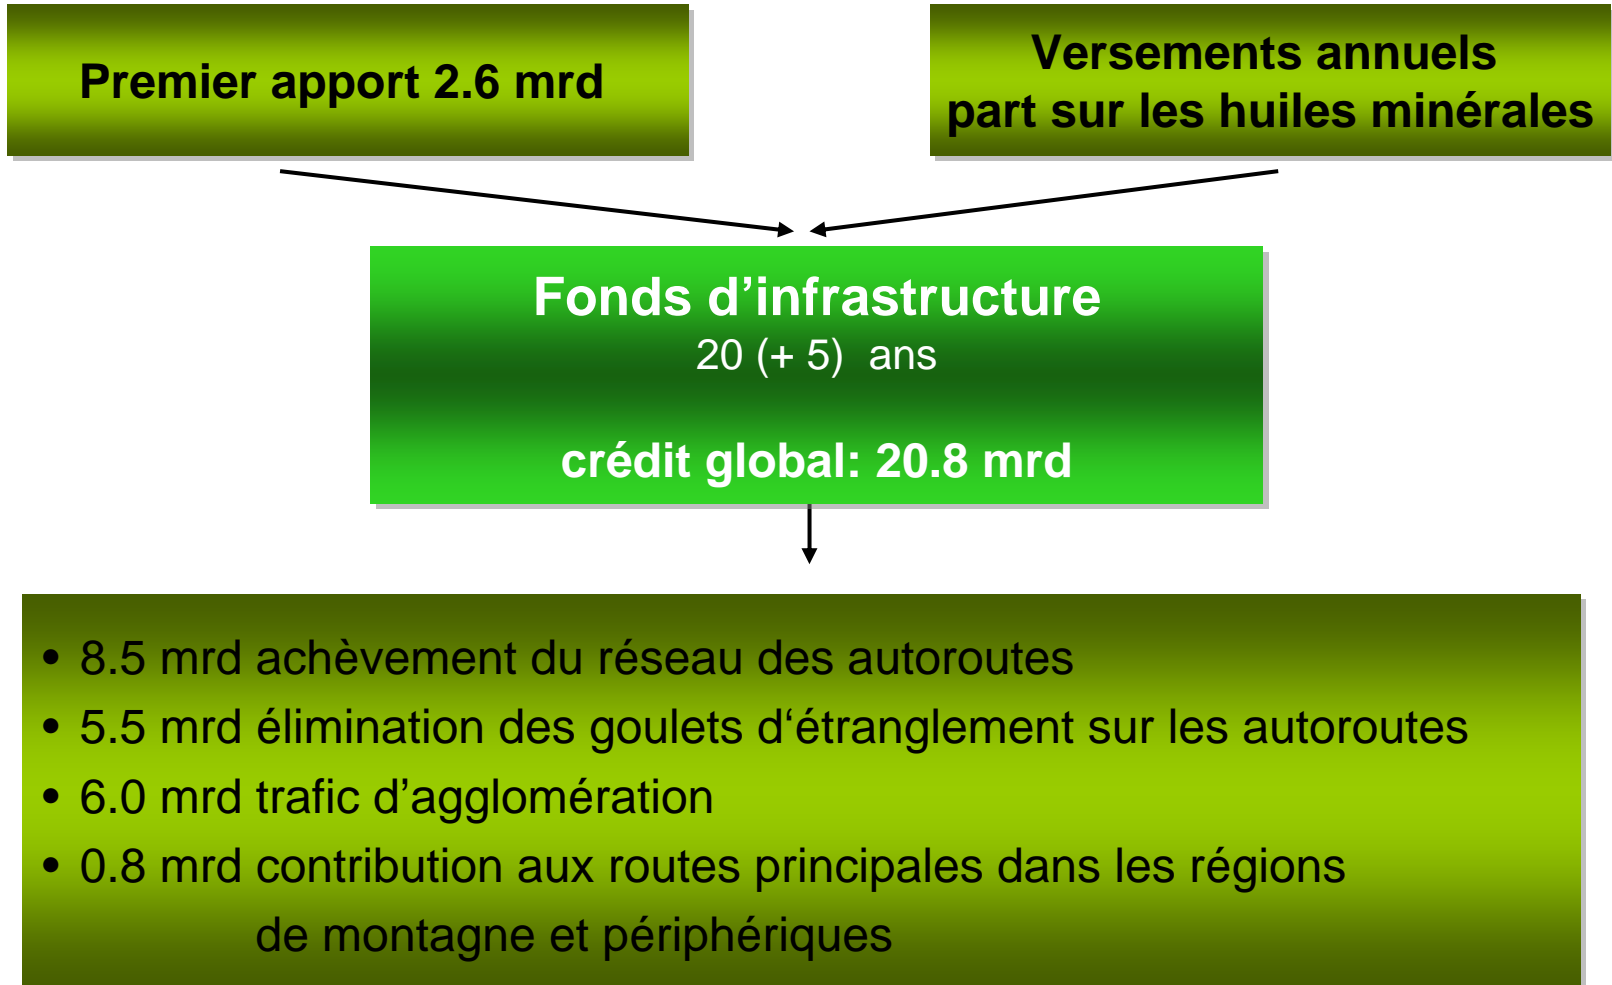 Premier apport 2.6 mrd
Versements annuels
part sur les huiles minérales
Fonds d’infrastructure
20 (+ 5) ans
crédit global: 20.8 mrd
• 8.5 mrd achèvement du réseau des autoroutes
• 5.5 mrd élimination des goulets d‘étranglement sur les autoroutes
• 6.0 mrd trafic d’agglomération
• 0.8 mrd contribution aux routes principales dans les régions
de montagne et périphériques